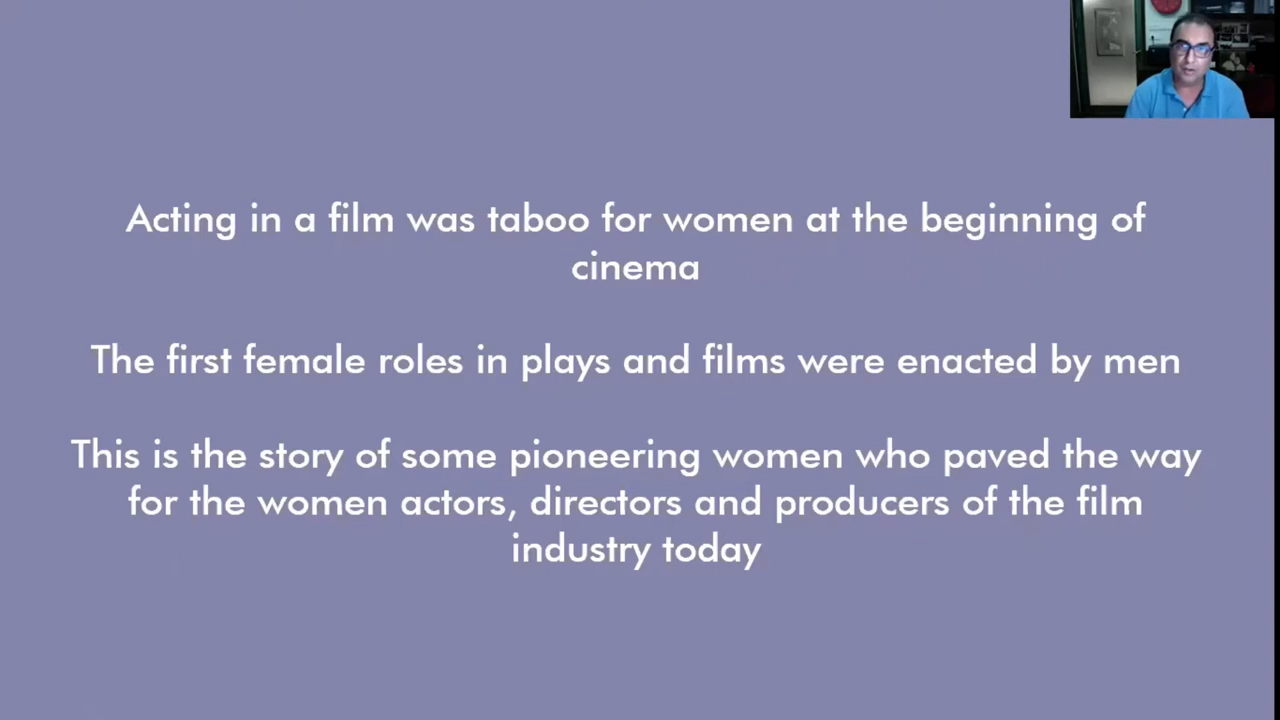 Acting in a film was taboo for women at the beginning of
cinema
The first female roles in plays and films were enacted by men
This is the story of some pioneering women who paved the way
for the women actors, directors and producers of the film
industry today